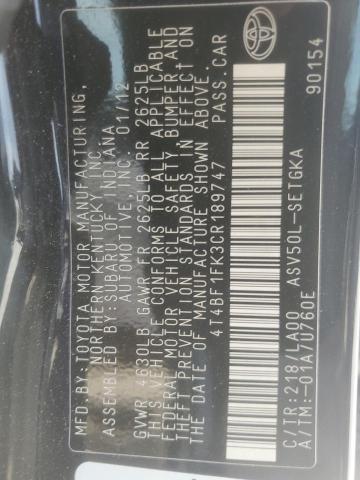 MFD.BY:TOYOTA MOTOR MANUFACTURING,
NORTHERN KENTUCKY, INC.
ASSEMBLED BY:SUBARU OF INDIANA
AUTOMOTIVE,INC. 01/12
GVWR 4630LB GAWR FR 2625LB RR 2625LB
THIS VEHICLE CONFORMS TO ALL APPLICABLE
FEDERAL MOTOR VEHICLE SAFETY, BUMPER AND
THEFT PREVENTION STANDARDS IN EFFECT ON
THE DATE OF MANUFACTURE SHOWN ABOVE.
4T4BF1FK3CR189747 PASS.CAR
C/TR:218/LA00 ASV50L-SETGKA
A/TM:-01A/U760E
90154